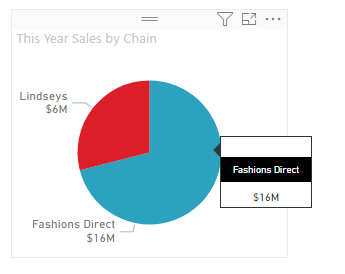 This Year Sales by Chain
Lindseys
$6M
Fashions Direct
$16M
Fashions Direct
$16M